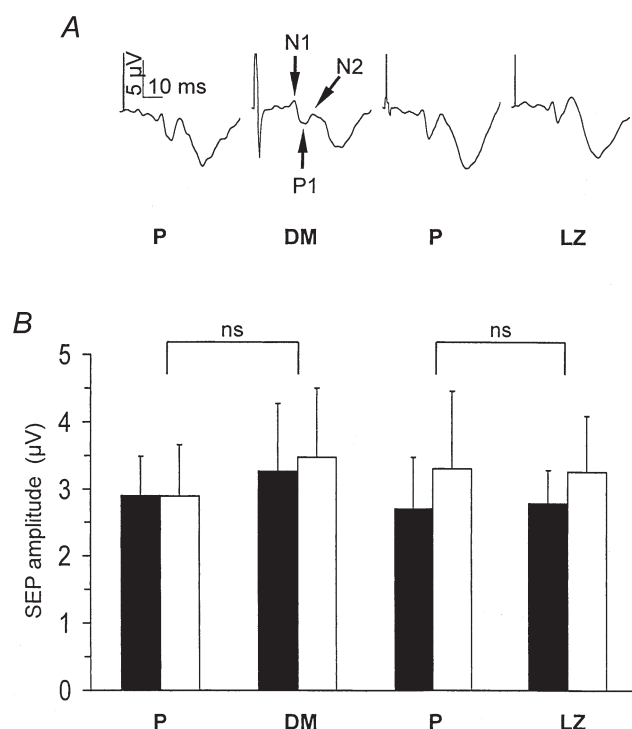 A
5 µV
10 ms
N1
N2
P1
P DM P LZ
B
ns ns
SEP amplitude (µV)
5
4
3
2
1
0
P DM P LZ